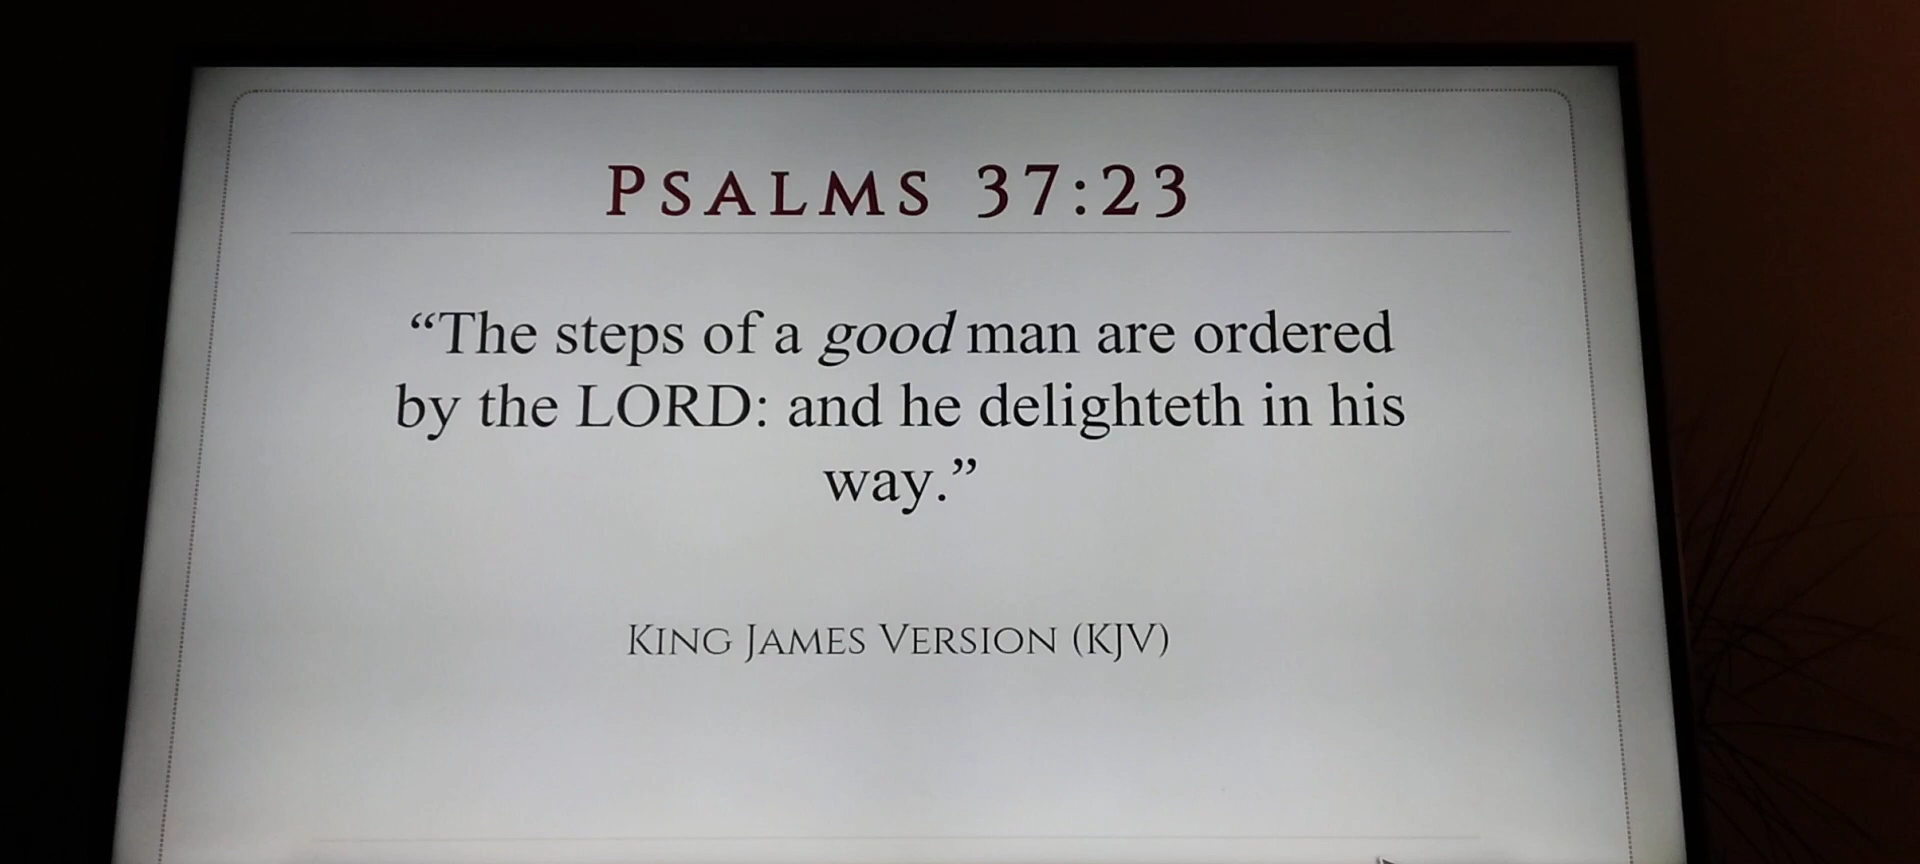 PSALMS 37:23
“The steps of a good man are ordered
by the LORD: and he delighteth in his
way.”
KING JAMES VERSION (KJV)